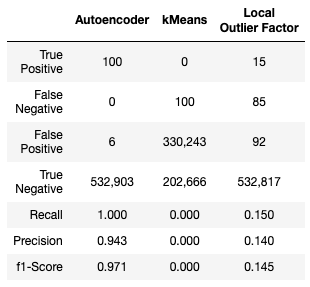 Autoencoder kMeans Local Outlier Factor
True Positive 100 0 15
False Negative 0 100 85
False Positive 6 330,243 92
True Negative 532,903 202,666 532,817
Recall 1.000 0.000 0.150
Precision 0.943 0.000 0.140
f1-Score 0.971 0.000 0.145